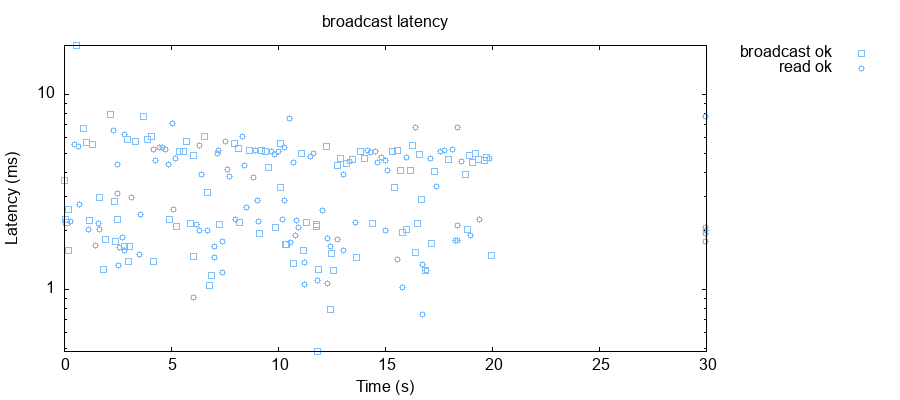 broadcast latency
broadcast ok
read ok
10
1
Latency (ms)
0 5 10 15 20 25 30
Time (s)